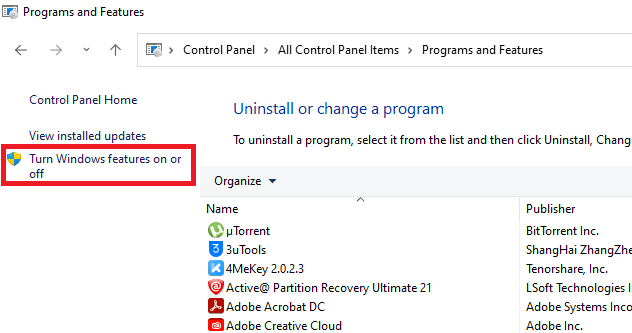 Programs and Features
Control Panel > All Control Panel Items > Programs and Features
Control Panel Home
View installed updates
Turn Windows features on or
off
Uninstall or change a program
To uninstall a program, select it from the list and then click Uninstall, Change
Organize
Name Publisher
µTorrent BitTorrent Inc.
3uTools ShangHai ZhangZhe
4MeKey 2.0.2.3 Tenorshare, Inc.
Active@ Partition Recovery Ultimate 21 LSoft Technologies I
Adobe Acrobat DC Adobe Systems Inco
Adobe Creative Cloud Adobe Inc.